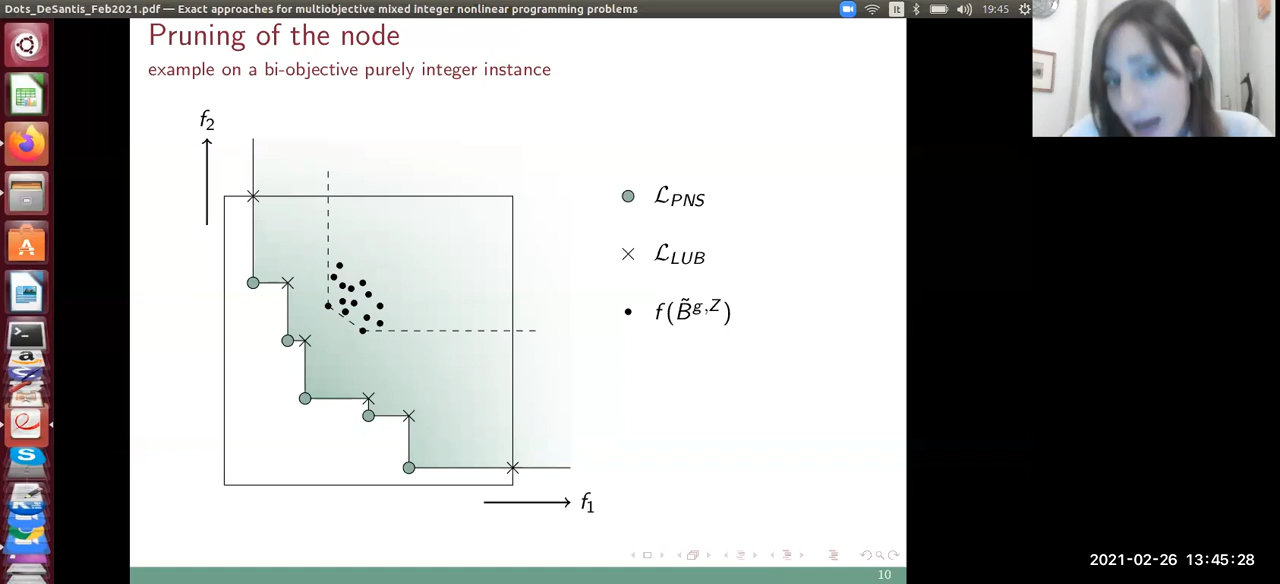 Dots_DeSantis_Feb2021.pdf — Exact approaches for multiobjective mixed integer nonlinear programming problems
It
19:45
Pruning of the node
example on a bi-objective purely integer instance
f₂
ℒ_PNS
ℒ_LUB
f(B̃^{g,Z})
f₁
10
2021-02-26 13:45:28